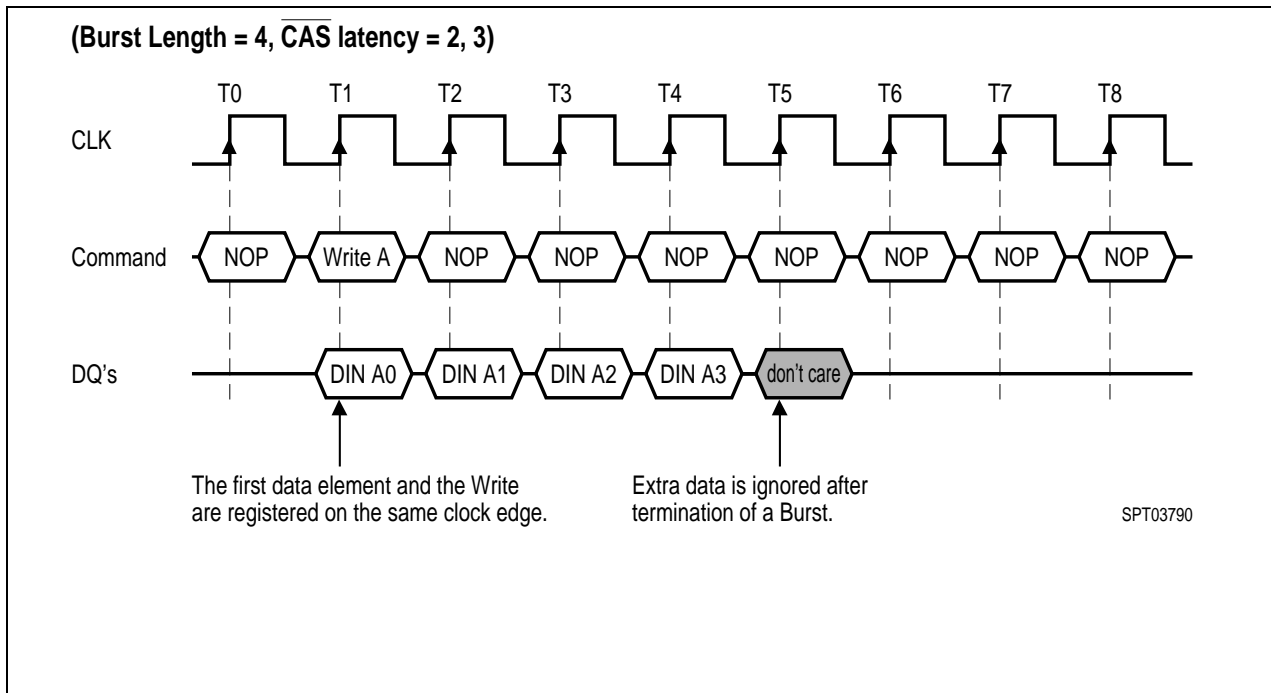 (Burst Length = 4, CAS latency = 2, 3)
T0 T1 T2 T3 T4 T5 T6 T7 T8
CLK
Command NOP Write A NOP NOP NOP NOP NOP NOP NOP
DQ's DIN A0 DIN A1 DIN A2 DIN A3 don't care
The first data element and the Write
are registered on the same clock edge.
Extra data is ignored after
termination of a Burst.
SPT03790